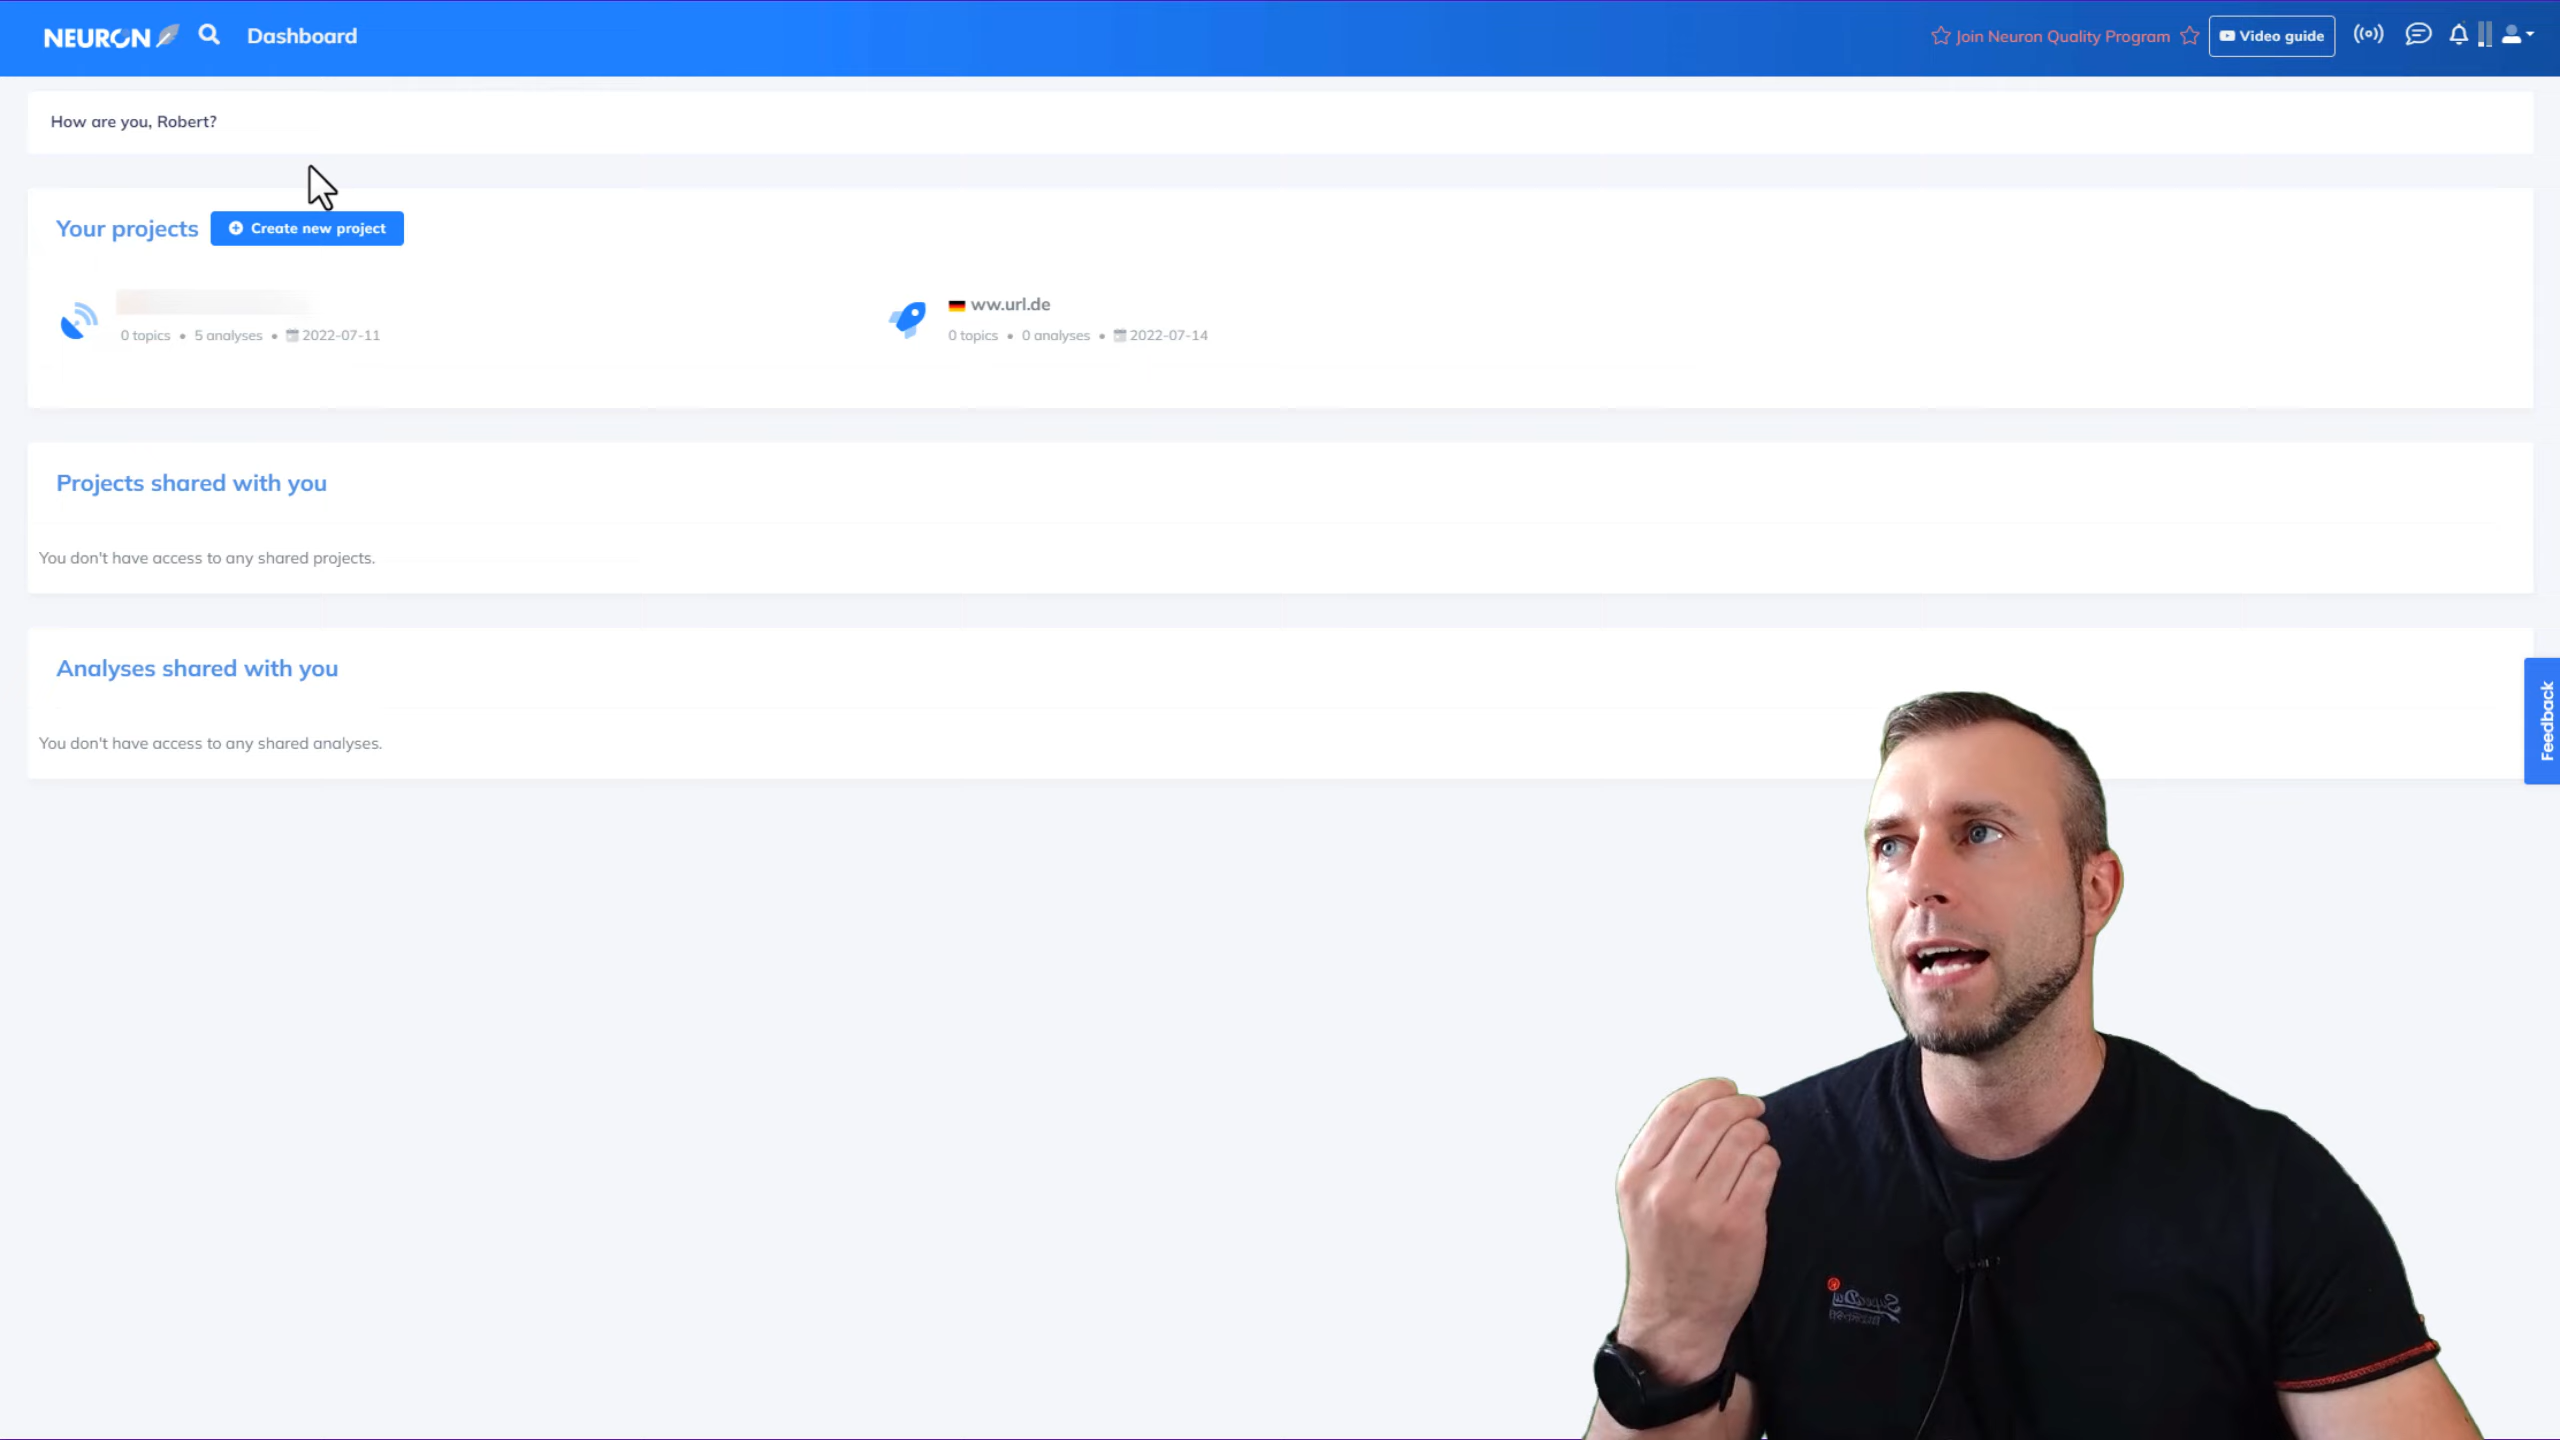 NEURON
Dashboard
Join Neuron Quality Program
Video guide
How are you, Robert?
Your projects
Create new project
0 topics • 5 analyses • 2022-07-11
ww.url.de
0 topics • 0 analyses • 2022-07-14
Projects shared with you
You don't have access to any shared projects.
Analyses shared with you
You don't have access to any shared analyses.
Feedback